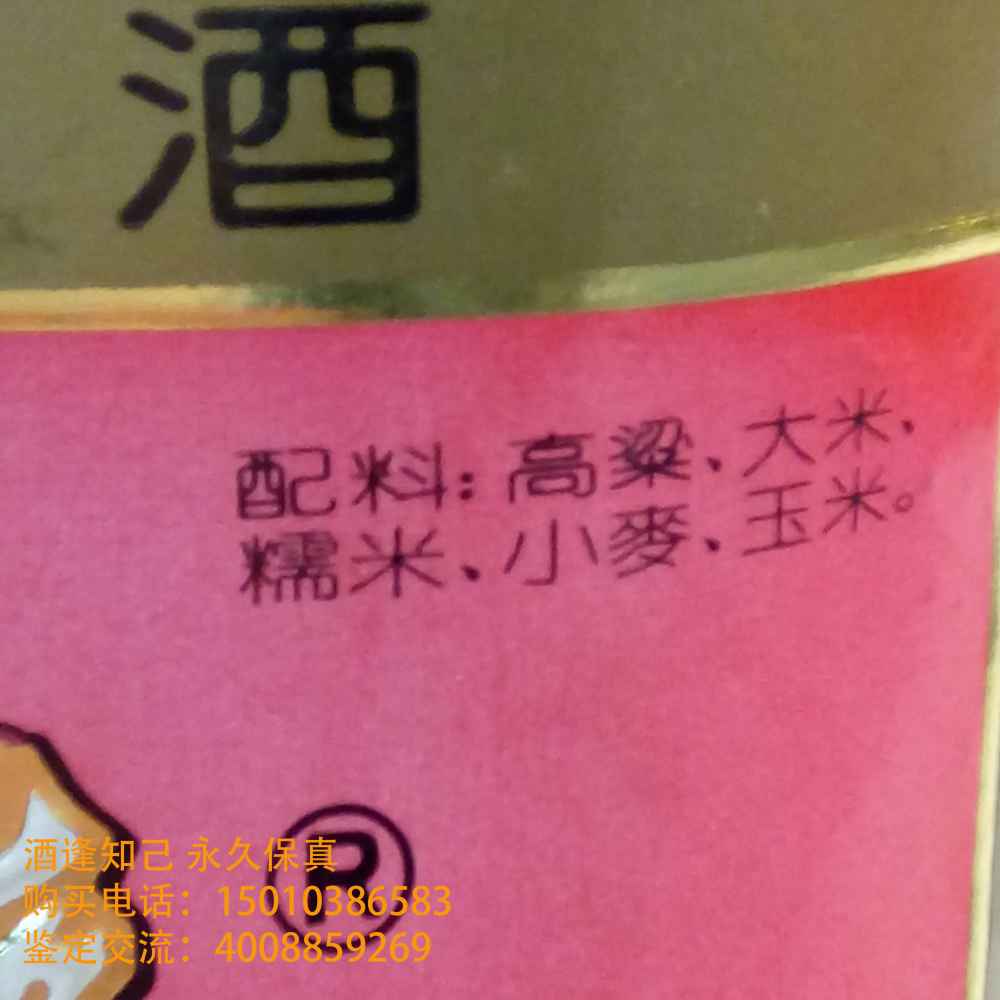 酒
配料:高粱、大米、
糯米、小麥、玉米。
®
酒逢知己 永久保真
购买电话：15010386583
鉴定交流：4008859269